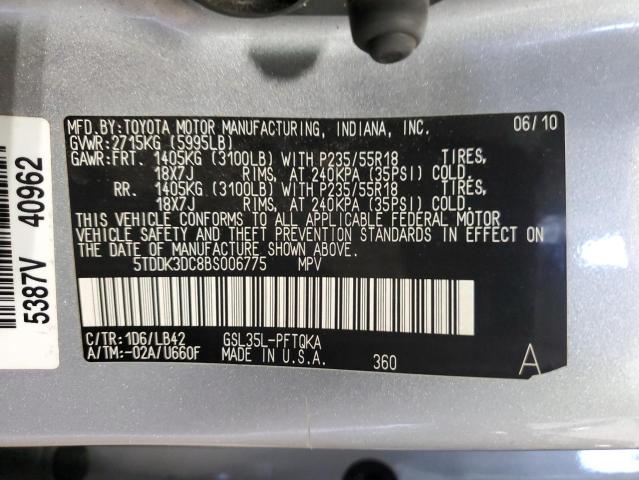 MFD.BY:TOYOTA MOTOR MANUFACTURING, INDIANA, INC. 06/10
GVWR:2715KG (5995LB)
GAWR:FRT. 1405KG (3100LB) WITH P235/55R18 TIRES,
18X7J RIMS, AT 240KPA (35PSI) COLD.
RR. 1405KG (3100LB) WITH P235/55R18 TIRES,
18X7J RIMS, AT 240KPA (35PSI) COLD.
THIS VEHICLE CONFORMS TO ALL APPLICABLE FEDERAL MOTOR
VEHICLE SAFETY AND THEFT PREVENTION STANDARDS IN EFFECT ON
THE DATE OF MANUFACTURE SHOWN ABOVE.
5TDDK3DC8BS006775 MPV
C/TR:1D6/LB42 GSL35L-PFTQKA
A/TM:-02A/U660F MADE IN U.S.A. 360 A
5387V 40962